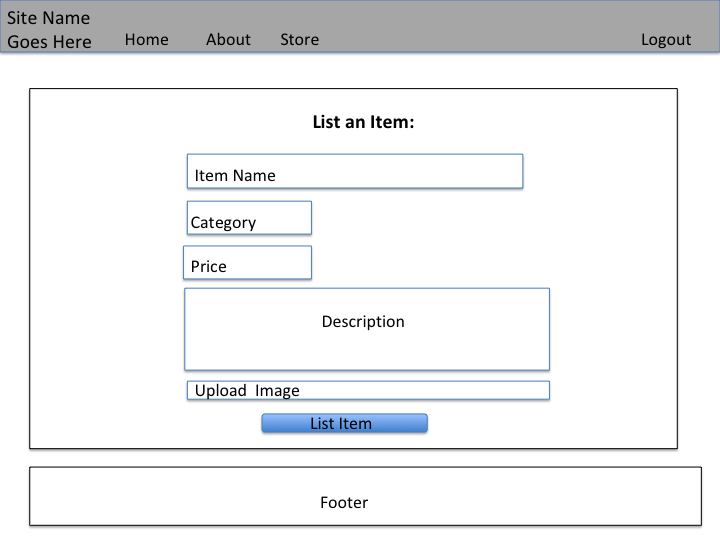 Site Name
Goes Here
Home About Store Logout
List an Item:
Item Name
Category
Price
Description
Upload Image
List Item
Footer